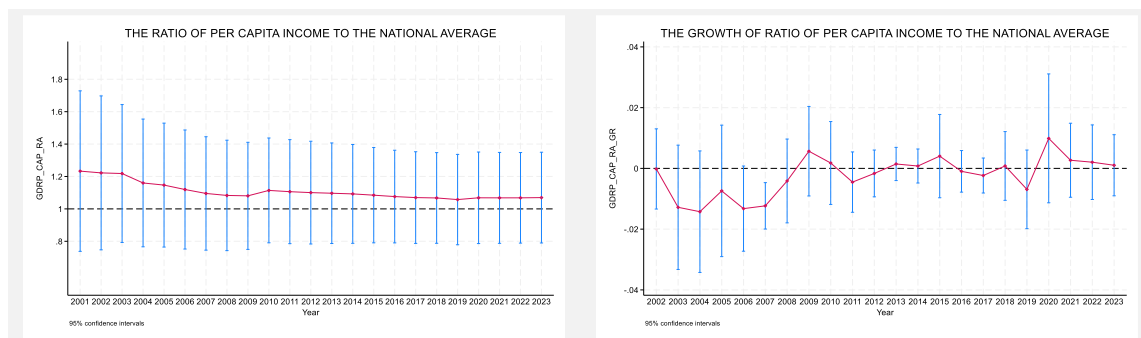 THE RATIO OF PER CAPITA INCOME TO THE NATIONAL AVERAGE
GDRP_CAP_RA
1.8
1.6
1.4
1.2
1
.8
2001 2002 2003 2004 2005 2006 2007 2008 2009 2010 2011 2012 2013 2014 2015 2016 2017 2018 2019 2020 2021 2022 2023
Year
95% confidence intervals
THE GROWTH OF RATIO OF PER CAPITA INCOME TO THE NATIONAL AVERAGE
GDRP_CAP_RA_GR
.04
.02
0
-.02
-.04
2002 2003 2004 2005 2006 2007 2008 2009 2010 2011 2012 2013 2014 2015 2016 2017 2018 2019 2020 2021 2022 2023
Year
95% confidence intervals